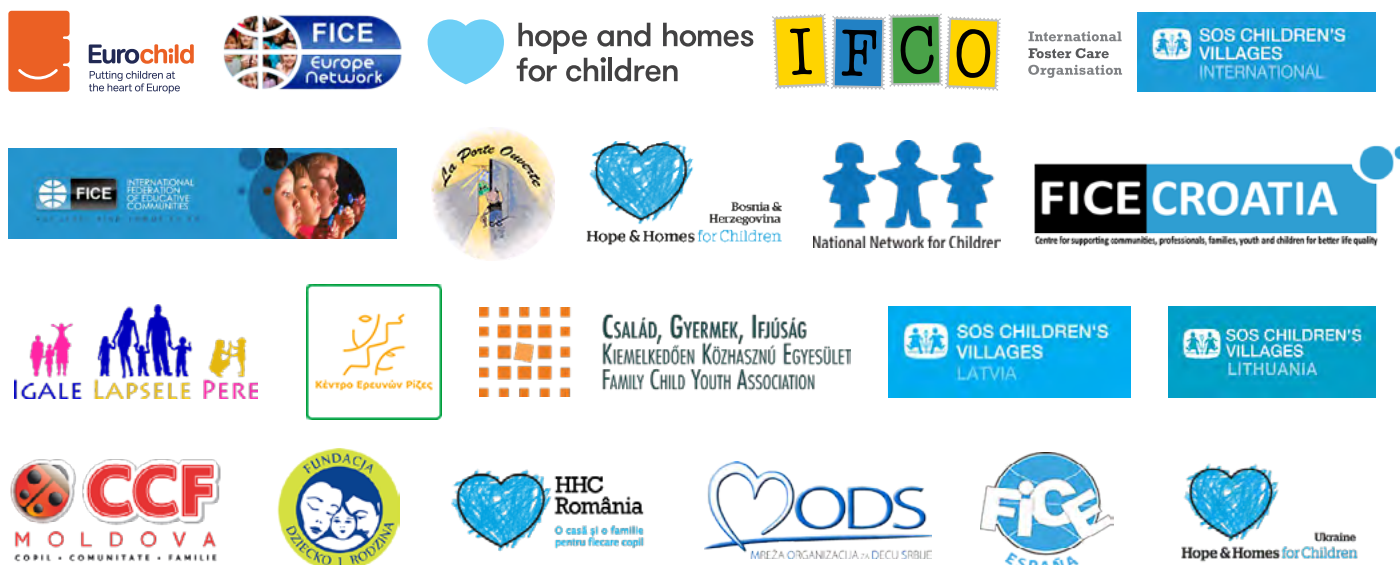 Eurochild
Putting children at
the heart of Europe
FICE
Europe
Network
hope and homes
for children
IFCO
International
Foster Care
Organisation
SOS CHILDREN'S
VILLAGES
INTERNATIONAL
FICE
INTERNATIONAL
FEDERATION
OF EDUCATIVE
COMMUNITIES
La Porte Ouverte
Bosnia &
Herzegovina
Hope & Homes for Children
National Network for Children
FICE CROATIA
Centre for supporting communities, professionals, families, youth and children for better life quality
IGALE LAPSELE PERE
Κέντρο Ερευνών Ρίζες
CSALÁD, GYERMEK, IFJÚSÁG
KIEMELKEDŐEN KÖZHASZNÚ EGYESÜLET
FAMILY CHILD YOUTH ASSOCIATION
SOS CHILDREN'S
VILLAGES
LATVIA
SOS CHILDREN'S
VILLAGES
LITHUANIA
CCF
MOLDOVA
COPIL • COMUNITATE • FAMILIE
FUNDACJA
DZIECKO I RODZINA
HHC
România
O casă și o familie
pentru fiecare copil
MODS
MREŽA ORGANIZACIJA ZA DECU SRBIJE
FICE
ESPAÑA
Ukraine
Hope & Homes for Children